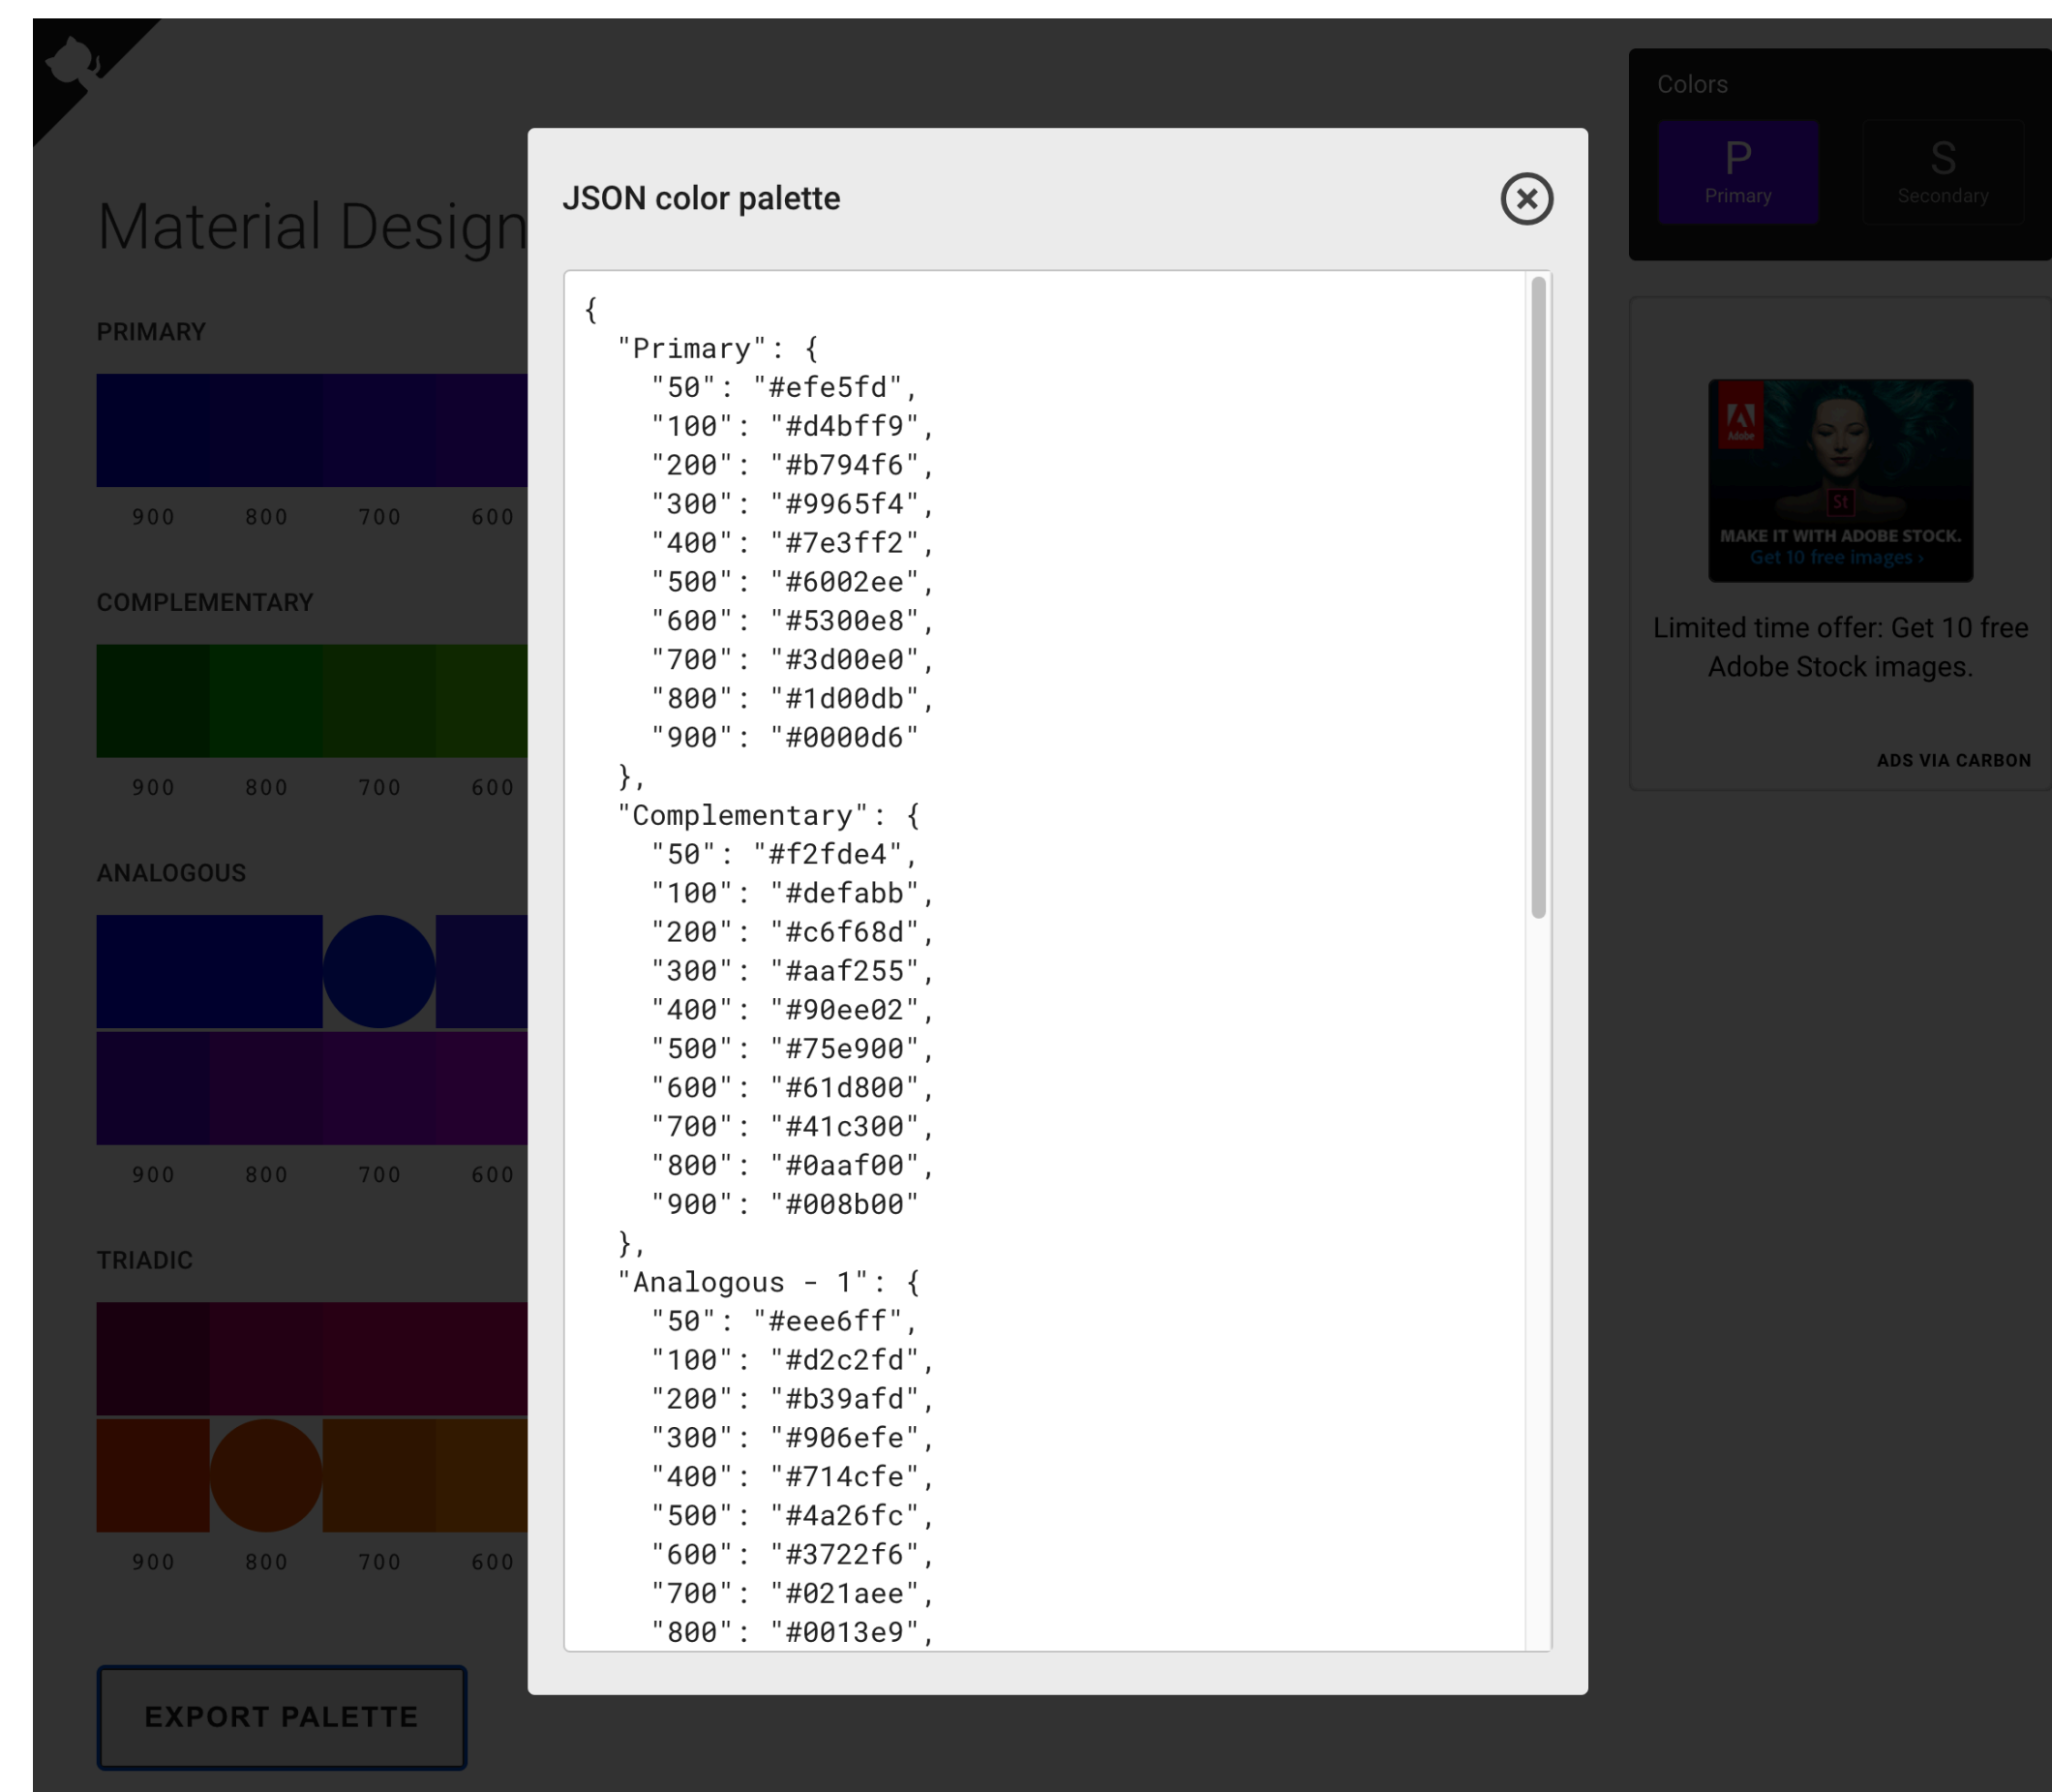 Material Design
PRIMARY
900 800 700 600
COMPLEMENTARY
900 800 700 600
ANALOGOUS
900 800 700 600
TRIADIC
900 800 700 600
EXPORT PALETTE
JSON color palette
{
"Primary": {
"50": "#efe5fd",
"100": "#d4bff9",
"200": "#b794f6",
"300": "#9965f4",
"400": "#7e3ff2",
"500": "#6002ee",
"600": "#5300e8",
"700": "#3d00e0",
"800": "#1d00db",
"900": "#0000d6"
},
"Complementary": {
"50": "#f2fde4",
"100": "#defabb",
"200": "#c6f68d",
"300": "#aaf255",
"400": "#90ee02",
"500": "#75e900",
"600": "#61d800",
"700": "#41c300",
"800": "#0aaf00",
"900": "#008b00"
},
"Analogous - 1": {
"50": "#eee6ff",
"100": "#d2c2fd",
"200": "#b39afd",
"300": "#906efe",
"400": "#714cfe",
"500": "#4a26fc",
"600": "#3722f6",
"700": "#021aee",
"800": "#0013e9",
Colors
P S
Primary Secondary
Adobe
St
MAKE IT WITH ADOBE STOCK.
Get 10 free images ›
Limited time offer: Get 10 free
Adobe Stock images.
ADS VIA CARBON